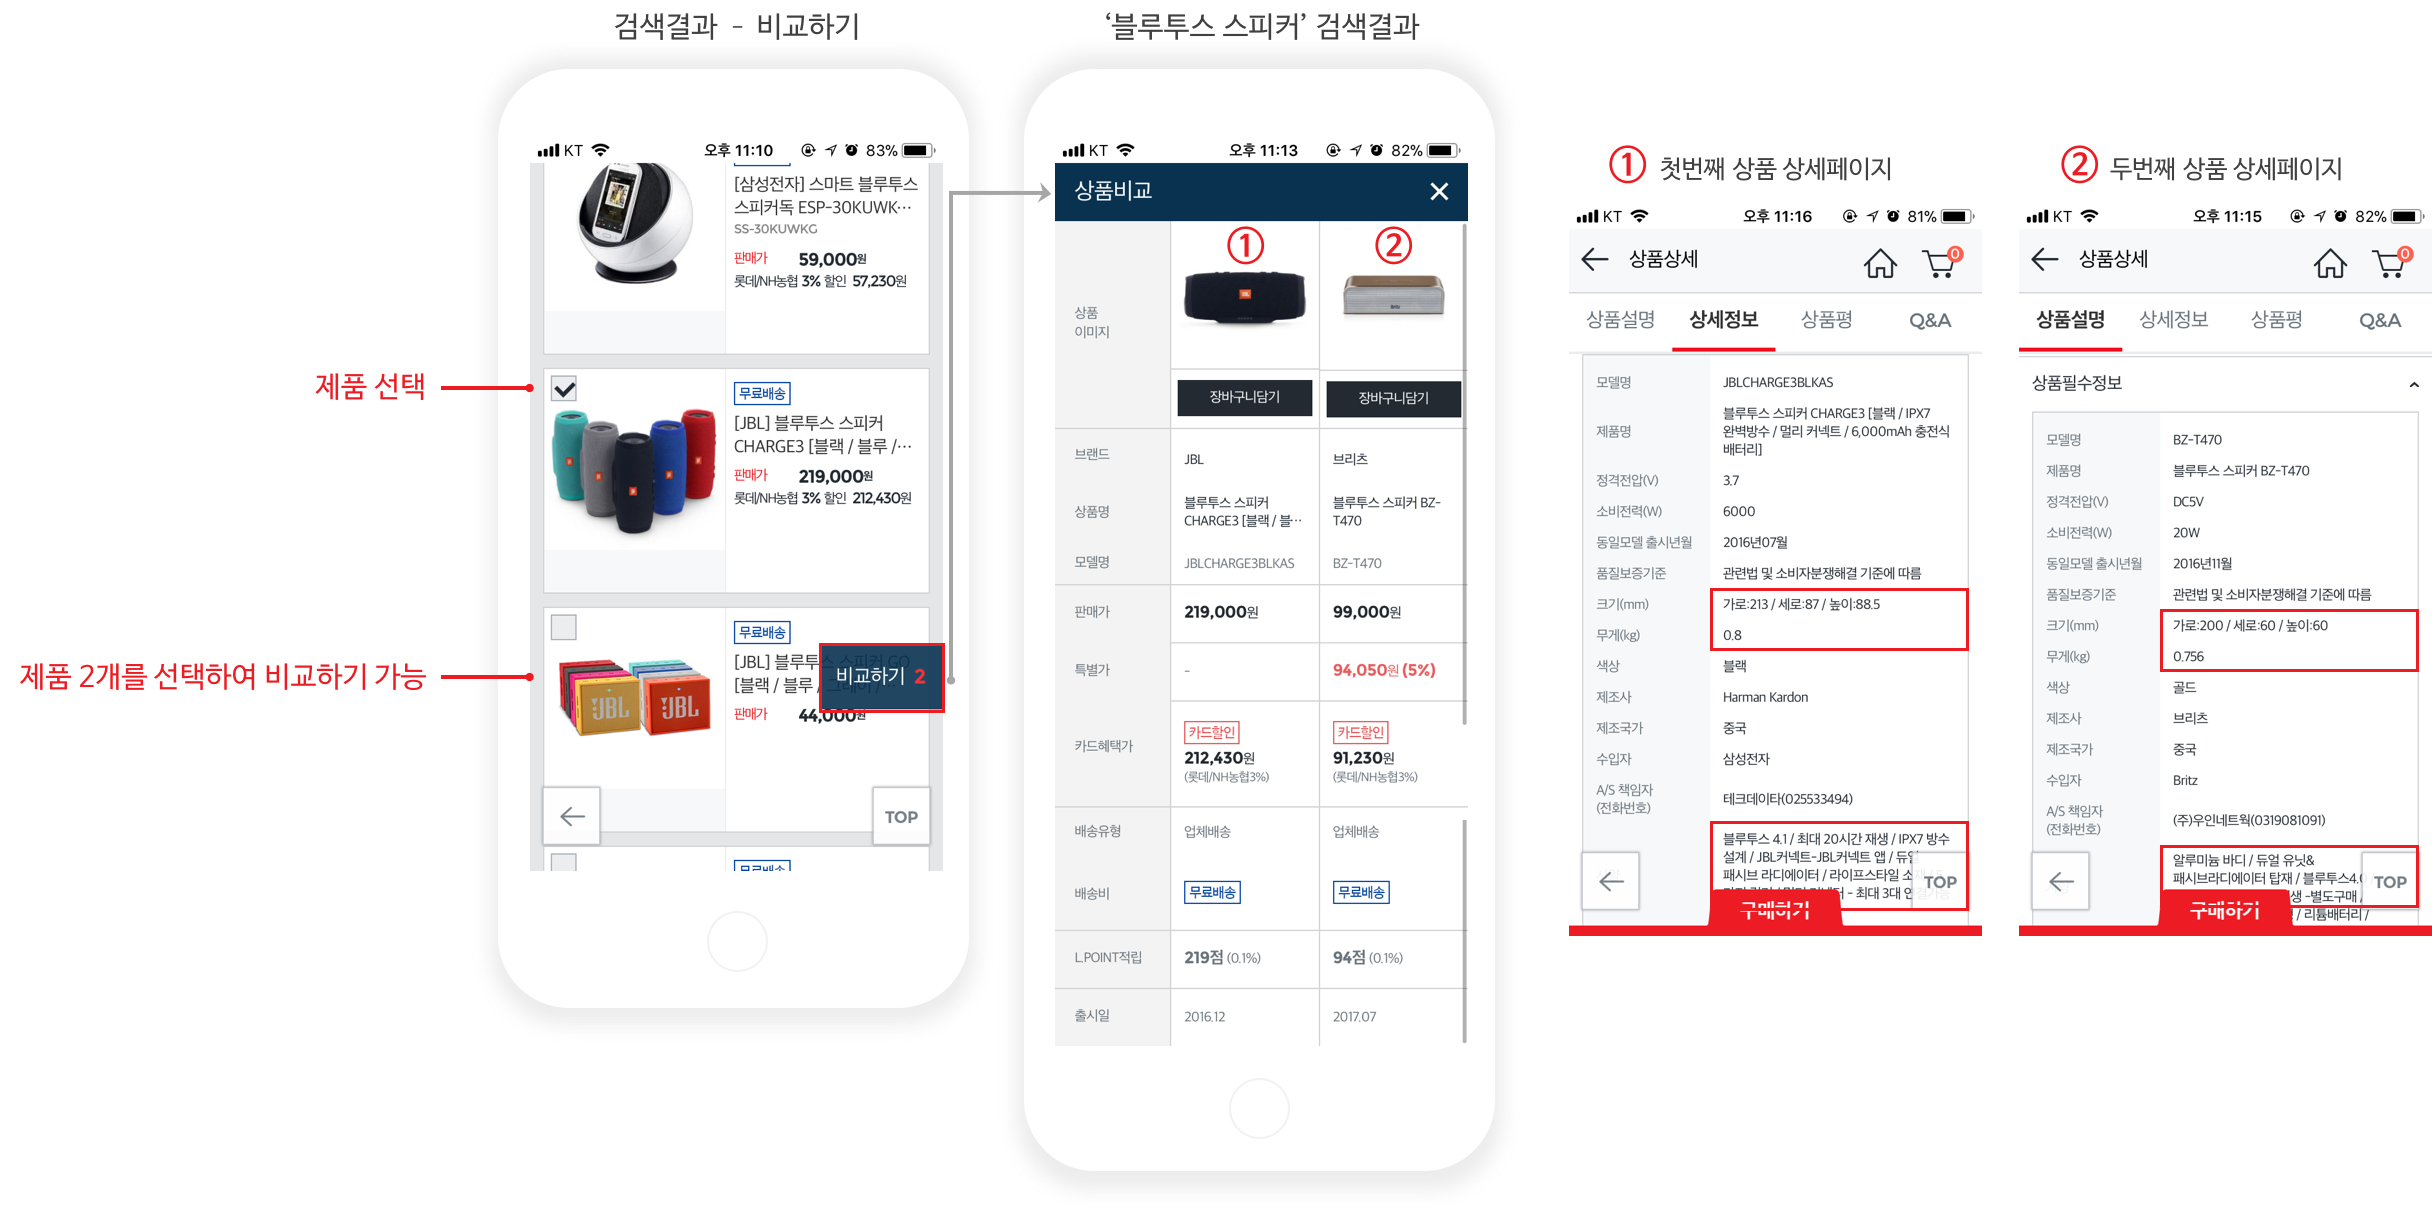 검색결과 - 비교하기
'블루투스 스피커' 검색결과
제품 선택
제품 2개를 선택하여 비교하기 가능
KT
오후 11:10
83%
[삼성전자] 스마트 블루투스
스피커독 ESP-30KUWK…
SS-30KUWKG
판매가 59,000원
롯데/NH농협 3% 할인 57,230원
무료배송
[JBL] 블루투스 스피커
CHARGE3 [블랙 / 블루 /…
판매가 219,000원
롯데/NH농협 3% 할인 212,430원
무료배송
[JBL] 블루투스 스피커 GO
[블랙 / 블루 / 그레이 /…
판매가 44,000원
JBL JBL
비교하기 2
TOP
무료배송
KT
오후 11:13
82%
상품비교
① ②
상품
이미지
장바구니담기 장바구니담기
브랜드 JBL 브리츠
상품명
블루투스 스피커
CHARGE3 [블랙 / 블…
블루투스 스피커 BZ-
T470
모델명 JBLCHARGE3BLKAS BZ-T470
판매가 219,000원 99,000원
특별가 - 94,050원 (5%)
카드혜택가
카드할인
212,430원
(롯데/NH농협3%)
카드할인
91,230원
(롯데/NH농협3%)
배송유형 업체배송 업체배송
배송비 무료배송 무료배송
L.POINT적립 219점 (0.1%) 94점 (0.1%)
출시일 2016.12 2017.07
① 첫번째 상품 상세페이지
KT
오후 11:16
81%
상품상세
0
상품설명 상세정보 상품평 Q&A
모델명 JBLCHARGE3BLKAS
제품명
블루투스 스피커 CHARGE3 [블랙 / IPX7
완벽방수 / 멀리 커넥트 / 6,000mAh 충전식
배터리]
정격전압(V) 3.7
소비전력(W) 6000
동일모델 출시년월 2016년07월
품질보증기준 관련법 및 소비자분쟁해결 기준에 따름
크기(mm) 가로:213 / 세로:87 / 높이:88.5
무게(kg) 0.8
색상 블랙
제조사 Harman Kardon
제조국가 중국
수입자 삼성전자
A/S 책임자
(전화번호)
테크데이타(025533494)
블루투스 4.1 / 최대 20시간 재생 / IPX7 방수
설계 / JBL커넥트-JBL커넥트 앱 / 듀얼
패시브 라디에이터 / 라이프스타일 소
- 최대 3대
TOP
구매하기
② 두번째 상품 상세페이지
KT
오후 11:15
82%
상품상세
0
상품설명 상세정보 상품평 Q&A
상품필수정보
모델명 BZ-T470
제품명 블루투스 스피커 BZ-T470
정격전압(V) DC5V
소비전력(W) 20W
동일모델 출시년월 2016년11월
품질보증기준 관련법 및 소비자분쟁해결 기준에 따름
크기(mm) 가로:200 / 세로:60 / 높이:60
무게(kg) 0.756
색상 골드
제조사 브리츠
제조국가 중국
수입자 Britz
A/S 책임자
(전화번호)
(주)우인네트웍(0319081091)
알루미늄 바디 / 듀얼 유닛&
패시브라디에이터 탑재 / 블루투스4.0
생 -별도구매 /
/ 리튬배터리 /
TOP
구매하기